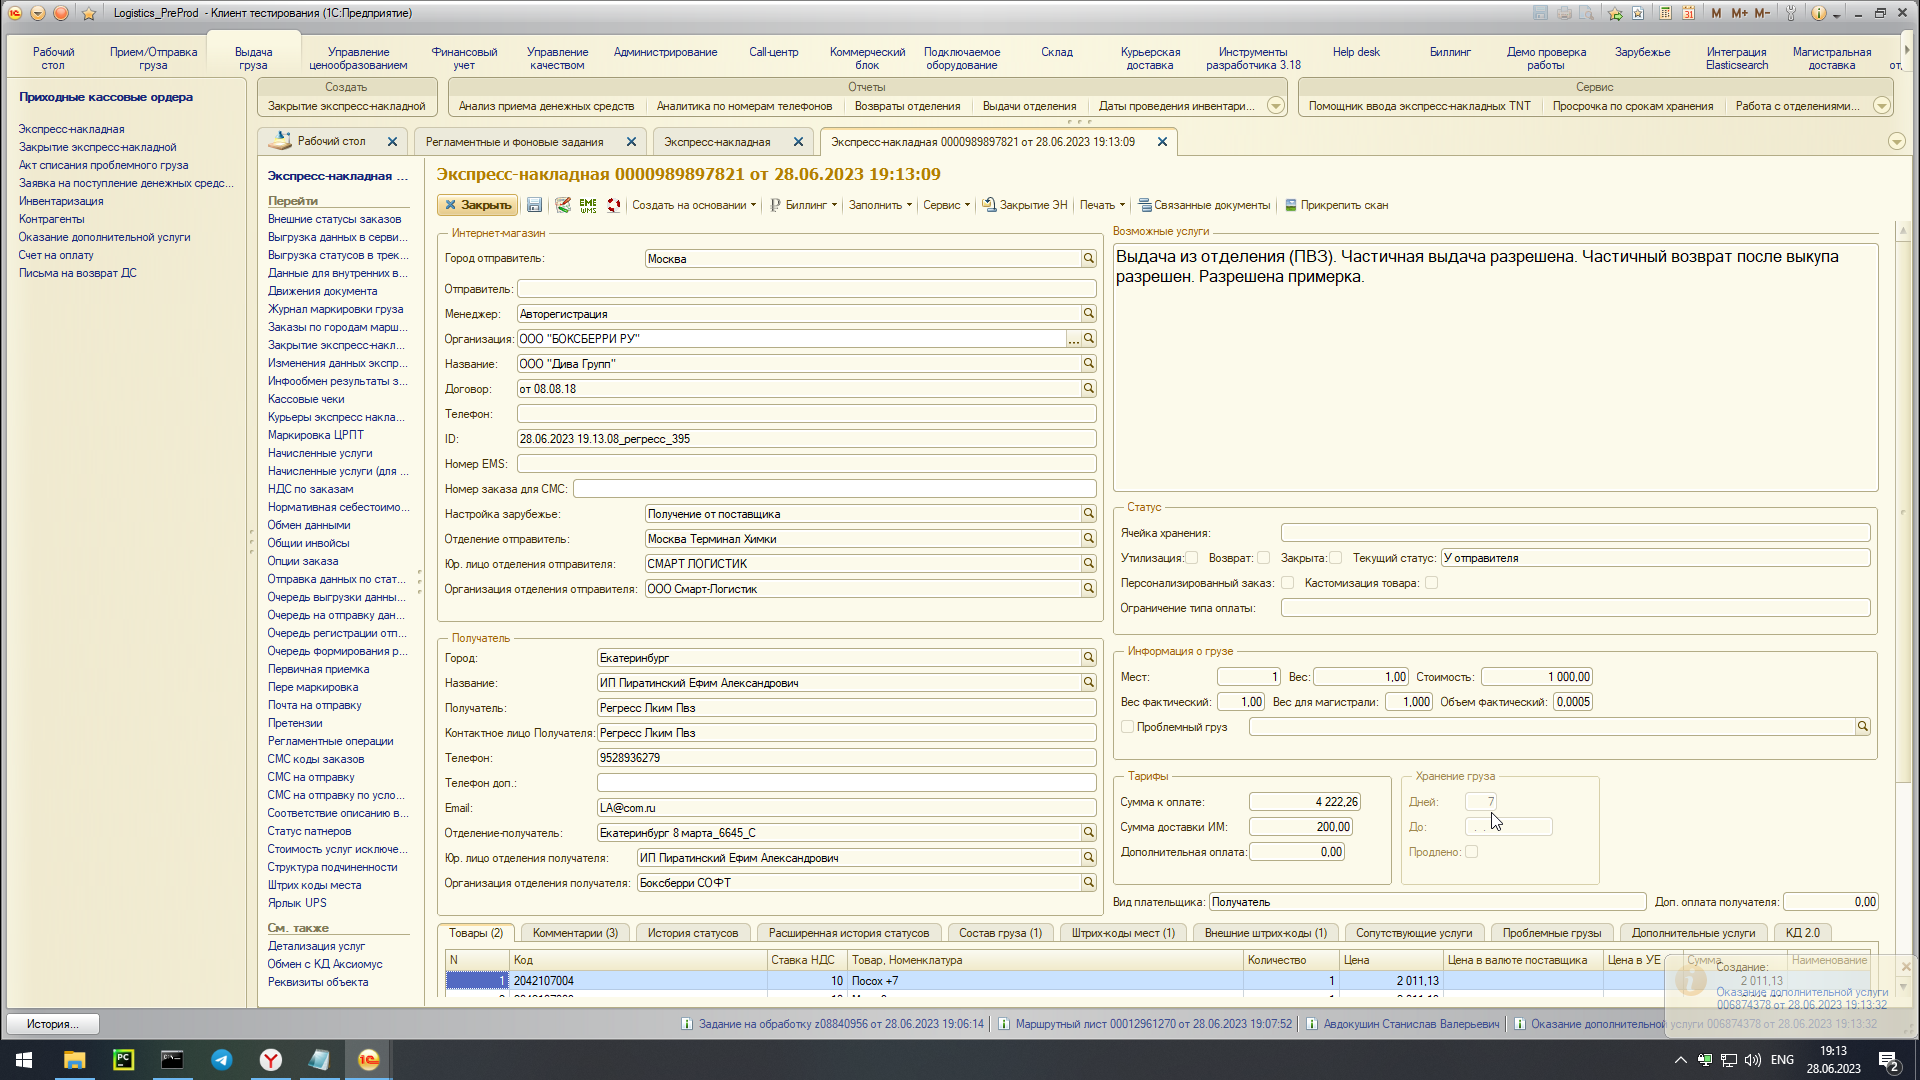 Logistics_PreProd - Клиент тестирования (1С:Предприятие)
M M+ M-
Рабочий стол
Прием/Отправка груза
Выдача груза
Управление ценообразованием
Финансовый учет
Управление качеством
Администрирование
Call-центр
Коммерческий блок
Подключаемое оборудование
Склад
Курьерская доставка
Инструменты разработчика 3.18
Help desk
Биллинг
Демо проверка работы
Зарубежье
Интеграция Elasticsearch
Магистральная доставка
Приходные кассовые ордера
Экспресс-накладная
Закрытие экспресс-накладной
Акт списания проблемного груза
Заявка на поступление денежных средс...
Инвентаризация
Контрагенты
Оказание дополнительной услуги
Счет на оплату
Письма на возврат ДС
Создать
Закрытие экспресс-накладной
Отчеты
Анализ приема денежных средств
Аналитика по номерам телефонов
Возвраты отделения
Выдачи отделения
Даты проведения инвентари...
Сервис
Помощник ввода экспресс-накладных TNT
Просрочка по срокам хранения
Работа с отделениями...
Рабочий стол
Регламентные и фоновые задания
Экспресс-накладная
Экспресс-накладная 0000989897821 от 28.06.2023 19:13:09
Экспресс-накладная ...
Перейти
Внешние статусы заказов
Выгрузка данных в серви...
Выгрузка статусов в трек...
Данные для внутренних в...
Движения документа
Журнал маркировки груза
Заказы по городам марш...
Закрытие экспресс-накл...
Изменения данных экспр...
Инфообмен результаты з...
Кассовые чеки
Курьеры экспресс накла...
Маркировка ЦРПТ
Начисленные услуги
Начисленные услуги (для ...
НДС по заказам
Нормативная себестоимо...
Обмен данными
Общии инвойсы
Опции заказа
Отправка данных по стат...
Очередь выгрузки данны...
Очередь на отправку дан...
Очередь регистрации отп...
Очередь формирования р...
Первичная приемка
Пере маркировка
Почта на отправку
Претензии
Регламентные операции
СМС коды заказов
СМС на отправку
СМС на отправку по усло...
Соответствие описанию в...
Статус патнеров
Стоимость услуг исключе...
Структура подчиненности
Штрих коды места
Ярлык UPS
См. также
Детализация услуг
Обмен с КД Аксиомус
Реквизиты объекта
Экспресс-накладная 0000989897821 от 28.06.2023 19:13:09
Закрыть
EME WMS
Создать на основании
Биллинг
Заполнить
Сервис
Закрытие ЭН
Печать
Связанные документы
Прикрепить скан
Интернет-магазин
Город отправитель: Москва
Отправитель:
Менеджер: Авторегистрация
Организация: ООО "БОКСБЕРРИ РУ"
Название: ООО "Дива Групп"
Договор: от 08.08.18
Телефон:
ID: 28.06.2023 19.13.08_регресс_395
Номер EMS:
Номер заказа для СМС:
Настройка зарубежье: Получение от поставщика
Отделение отправитель: Москва Терминал Химки
Юр. лицо отделения отправителя: СМАРТ ЛОГИСТИК
Организация отделения отправителя: ООО Смарт-Логистик
Получатель
Город: Екатеринбург
Название: ИП Пиратинский Ефим Александрович
Получатель: Регресс Лким Пвз
Контактное лицо Получателя: Регресс Лким Пвз
Телефон: 9528936279
Телефон доп.:
Email: LA@com.ru
Отделение-получатель: Екатеринбург 8 марта_6645_С
Юр. лицо отделения получателя: ИП Пиратинский Ефим Александрович
Организация отделения получателя: Боксберри СОФТ
Возможные услуги
Выдача из отделения (ПВЗ). Частичная выдача разрешена. Частичный возврат после выкупа
разрешен. Разрешена примерка.
Статус
Ячейка хранения:
Утилизация: Возврат: Закрыта: Текущий статус: У отправителя
Персонализированный заказ: Кастомизация товара:
Ограничение типа оплаты:
Информация о грузе
Мест: 1 Вес: 1,00 Стоимость: 1 000,00
Вес фактический: 1,00 Вес для магистрали: 1,000 Объем фактический: 0,0005
Проблемный груз
Тарифы
Сумма к оплате: 4 222,26
Сумма доставки ИМ: 200,00
Дополнительная оплата: 0,00
Хранение груза
Дней: 7
До: . .
Продлено:
Вид плательщика: Получатель
Доп. оплата получателя: 0,00
Товары (2)
Комментарии (3)
История статусов
Расширенная история статусов
Состав груза (1)
Штрих-коды мест (1)
Внешние штрих-коды (1)
Сопутствующие услуги
Проблемные грузы
Дополнительные услуги
КД 2.0
N Код Ставка НДС Товар, Номенклатура Количество Цена Цена в валюте поставщика Цена в УЕ Сумма Наименование
1 2042107004 10 Посох +7 1 2 011,13 2 011,13
Создание:
Оказание дополнительной услуги
006874378 от 28.06.2023 19:13:32
История...
Задание на обработку z08840956 от 28.06.2023 19:06:14
Маршрутный лист 00012961270 от 28.06.2023 19:07:52
Авдокушин Станислав Валерьевич
Оказание дополнительной услуги 006874378 от 28.06.2023 19:13:32
ENG
19:13
28.06.2023
2